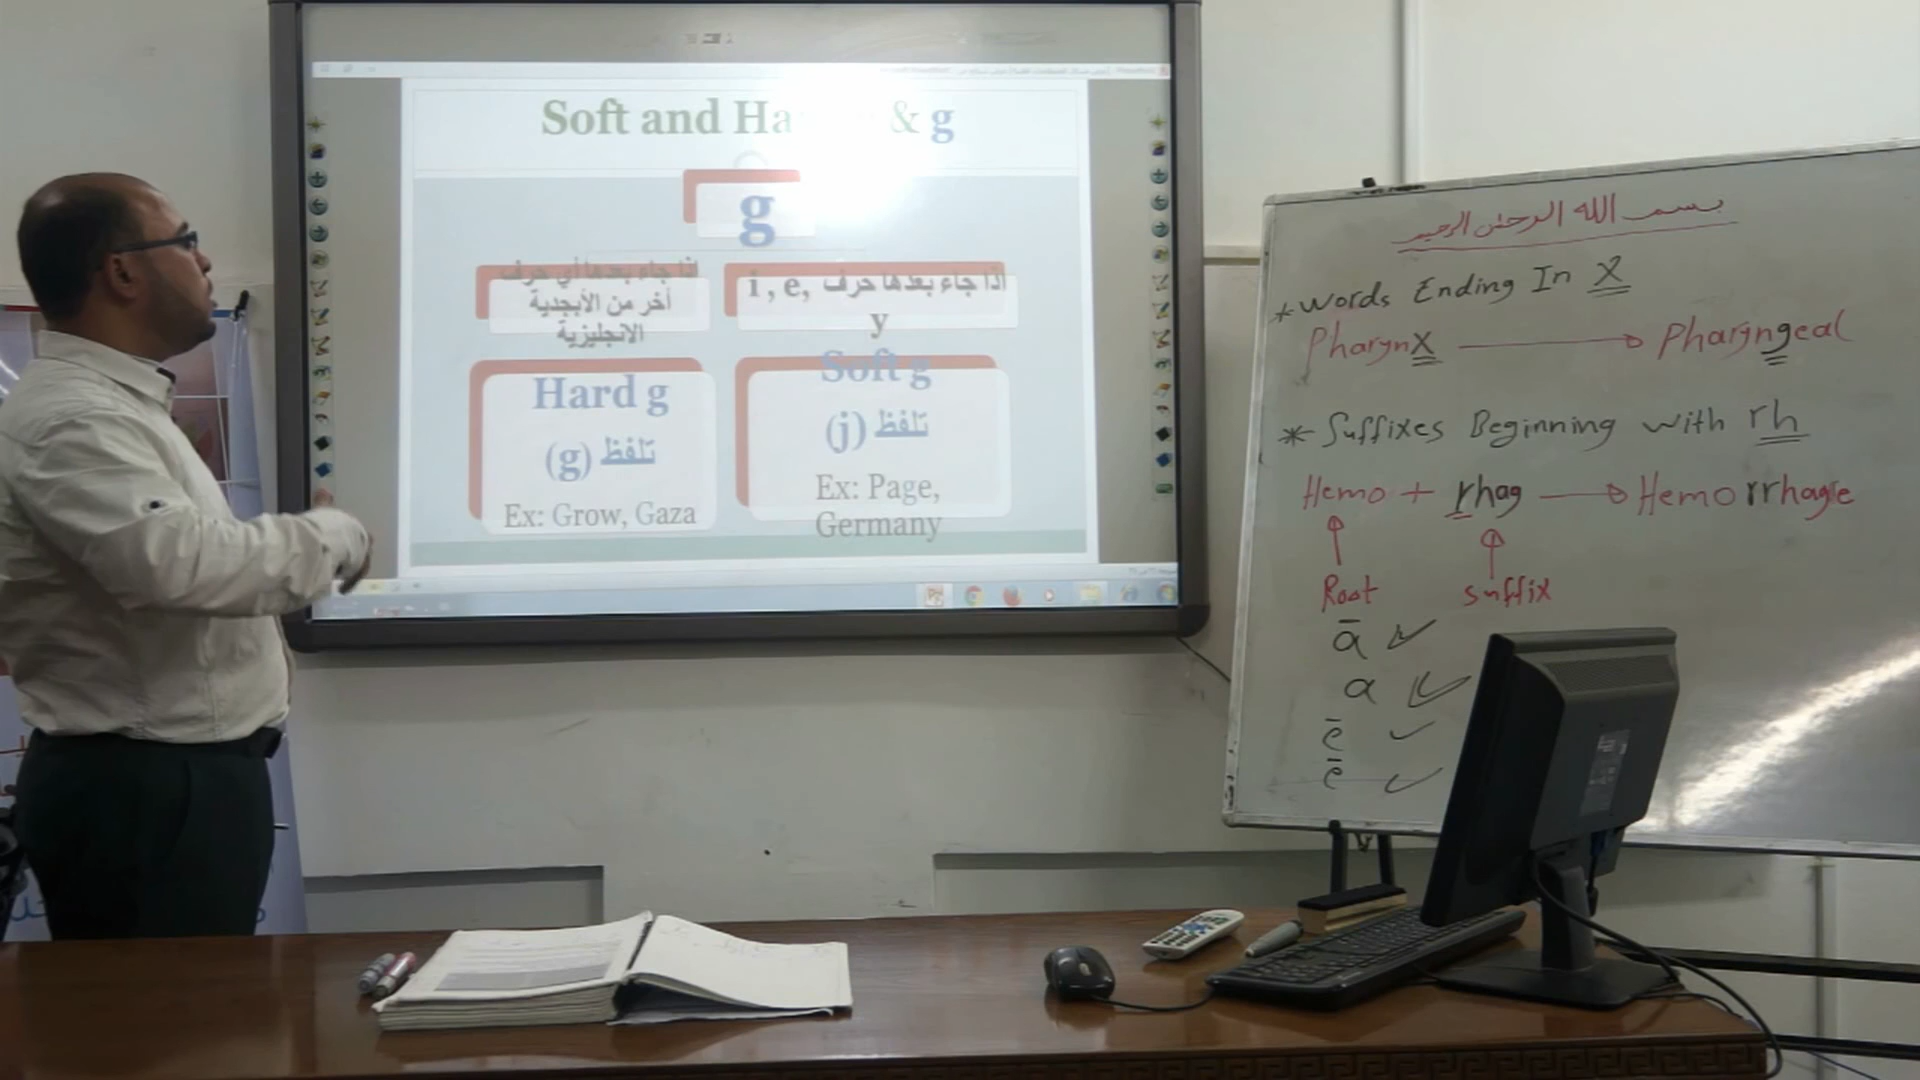 Soft and Ha & g
g
اذا جاء بعدها أي حرف
أخر من الأبجدية
الانجليزية
اذا جاء بعدها حرف i , e,
y
Hard g
تلفظ (g)
Ex: Grow, Gaza
Soft g
تلفظ (j)
Ex: Page,
Germany
بسم الله الرحمن الرحيم
* Words Ending In X
Pharynx → Pharyngeal
* Suffixes Beginning with rh
Hemo + rhag → Hemorrhage
Root suffix
ā ✓
a ✓
ē ✓
ē ✓